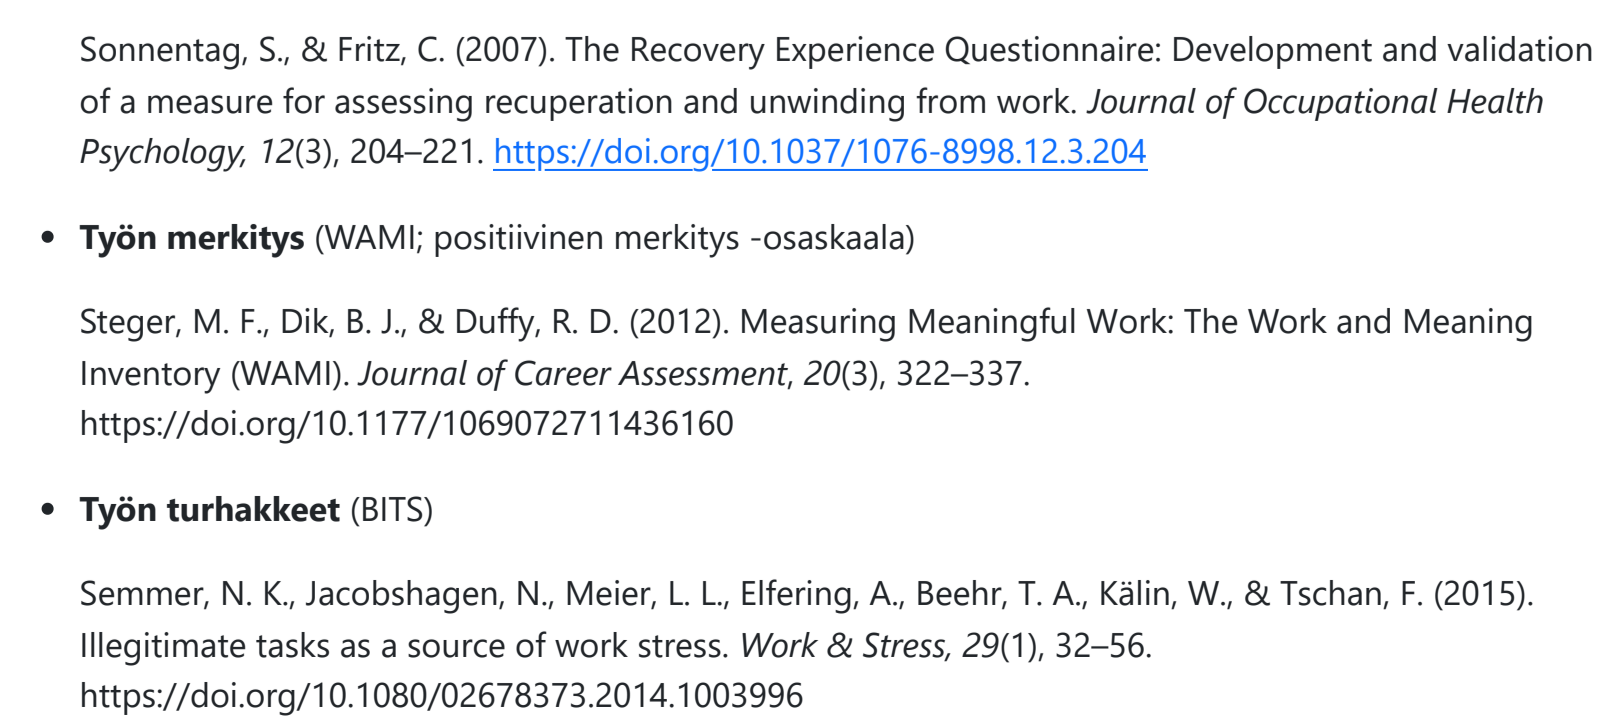 Sonnentag, S., & Fritz, C. (2007). The Recovery Experience Questionnaire: Development and validation
of a measure for assessing recuperation and unwinding from work. Journal of Occupational Health
Psychology, 12(3), 204–221. https://doi.org/10.1037/1076-8998.12.3.204
• Työn merkitys (WAMI; positiivinen merkitys -osaskaala)
Steger, M. F., Dik, B. J., & Duffy, R. D. (2012). Measuring Meaningful Work: The Work and Meaning
Inventory (WAMI). Journal of Career Assessment, 20(3), 322–337.
https://doi.org/10.1177/1069072711436160
• Työn turhakkeet (BITS)
Semmer, N. K., Jacobshagen, N., Meier, L. L., Elfering, A., Beehr, T. A., Kälin, W., & Tschan, F. (2015).
Illegitimate tasks as a source of work stress. Work & Stress, 29(1), 32–56.
https://doi.org/10.1080/02678373.2014.1003996